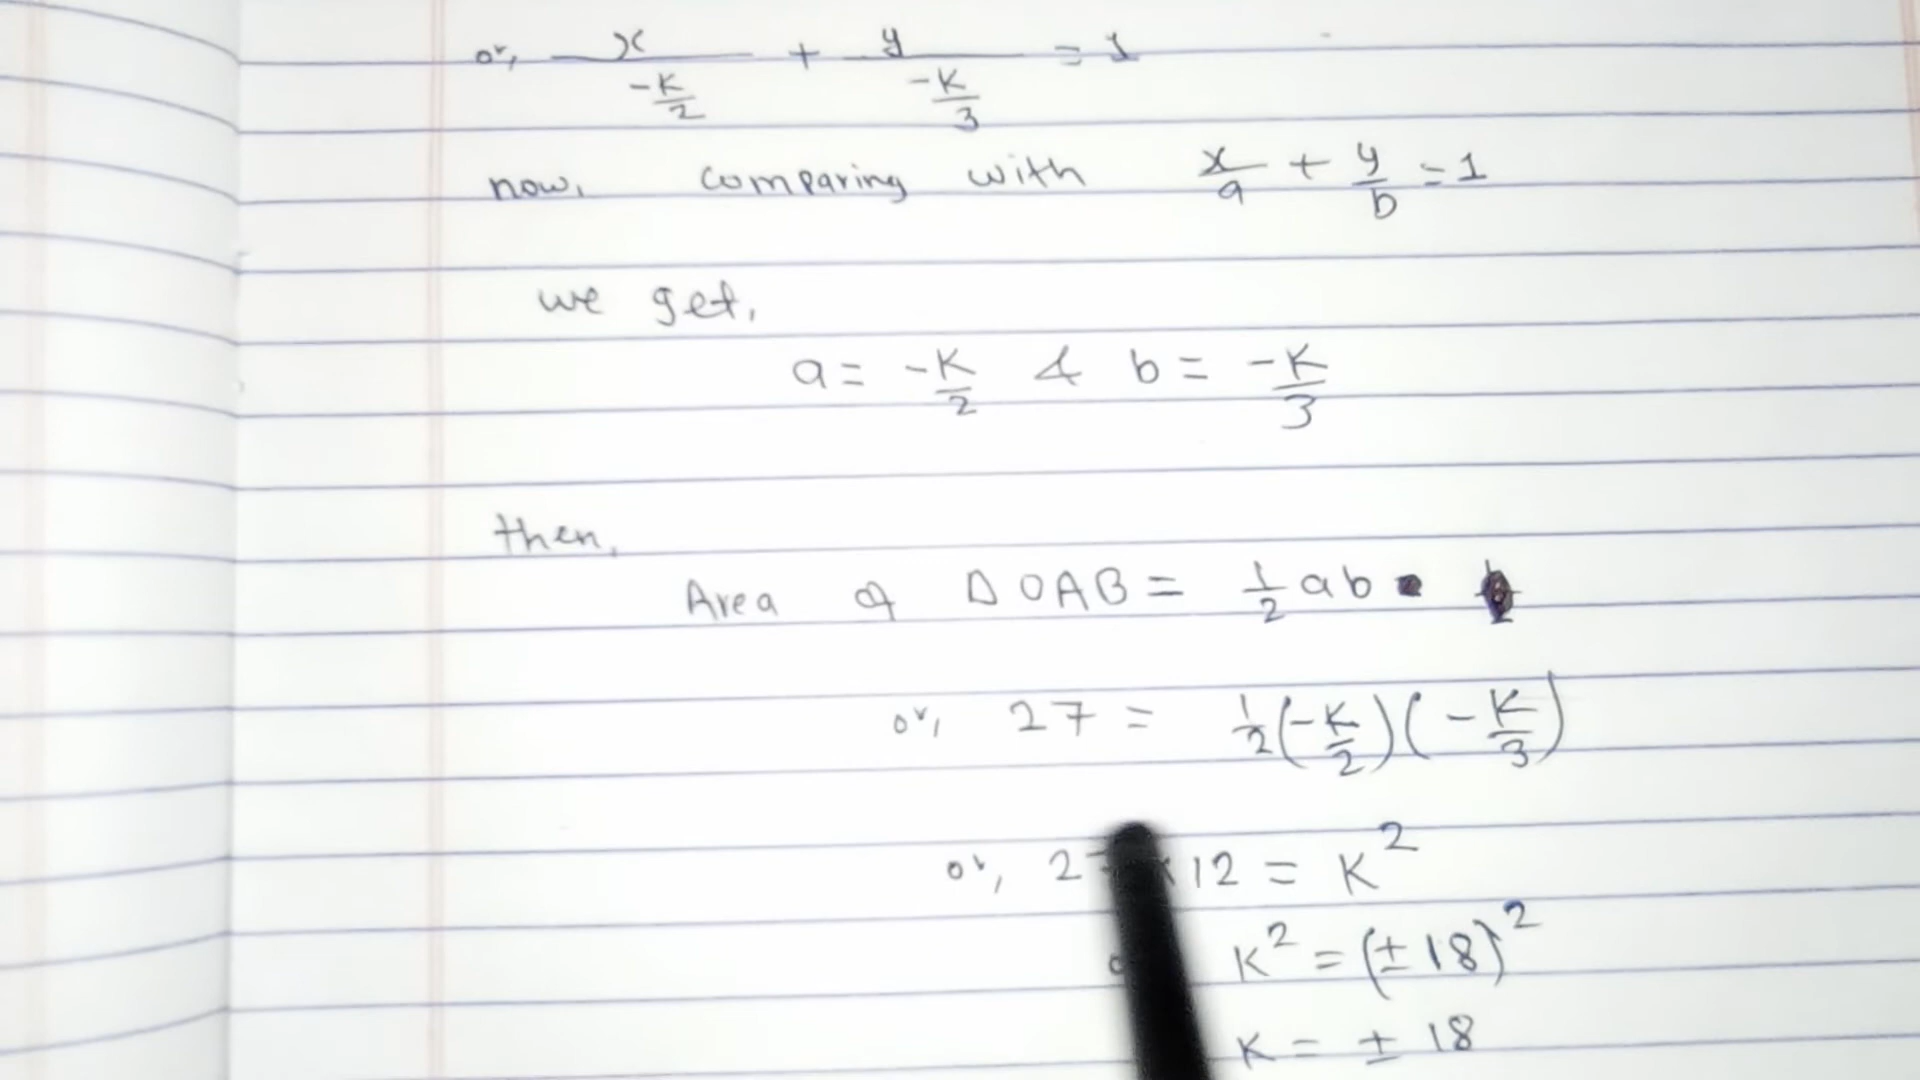 or, x/(-K/2) + y/(-K/3) = 1
now, comparing with x/a + y/b = 1
we get,
a = -K/2 & b = -K/3
then,
Area of ΔOAB = 1/2 ab
or, 27 = 1/2 (-K/2)(-K/3)
or, 27 × 12 = K²
K² = (± 18)²
K = ± 18